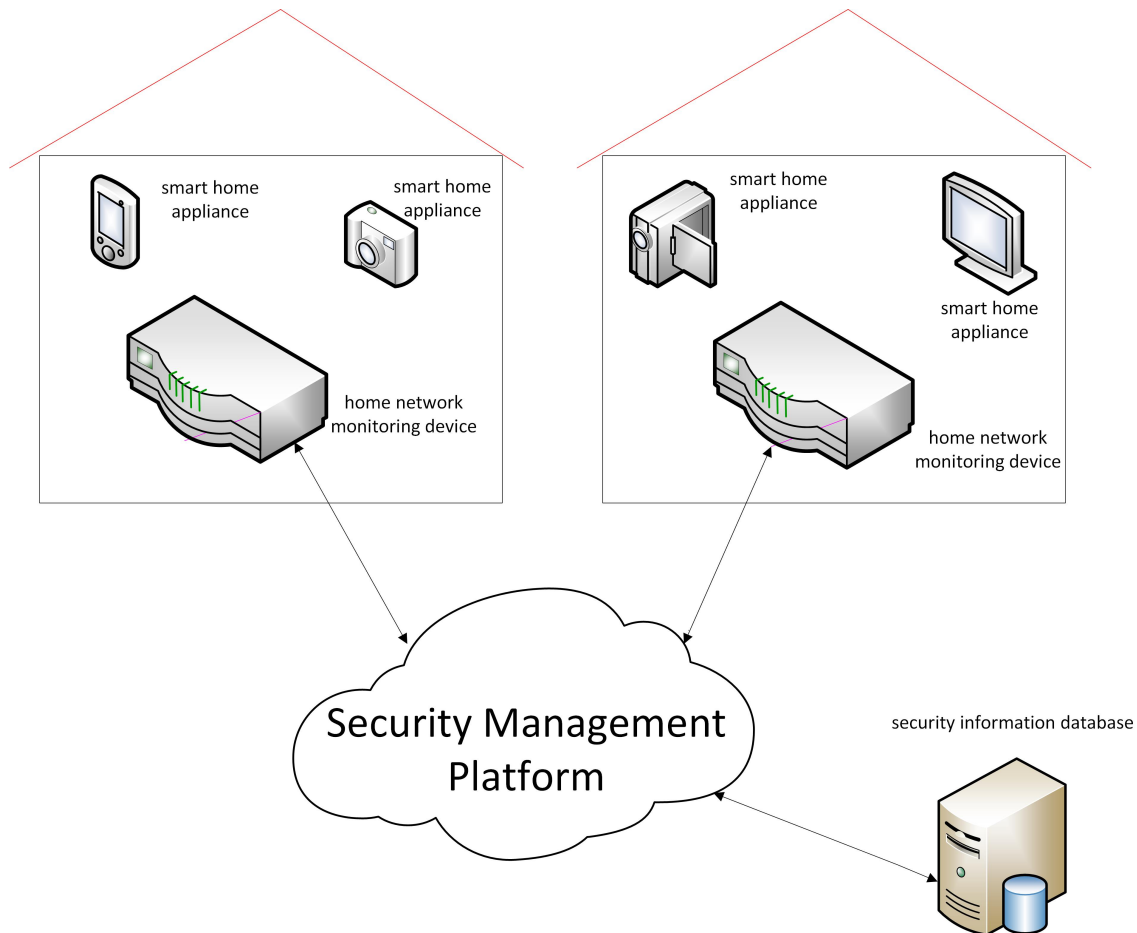 smart home
appliance
smart home
appliance
home network
monitoring device
smart home
appliance
smart home
appliance
home network
monitoring device
Security Management
Platform
security information database